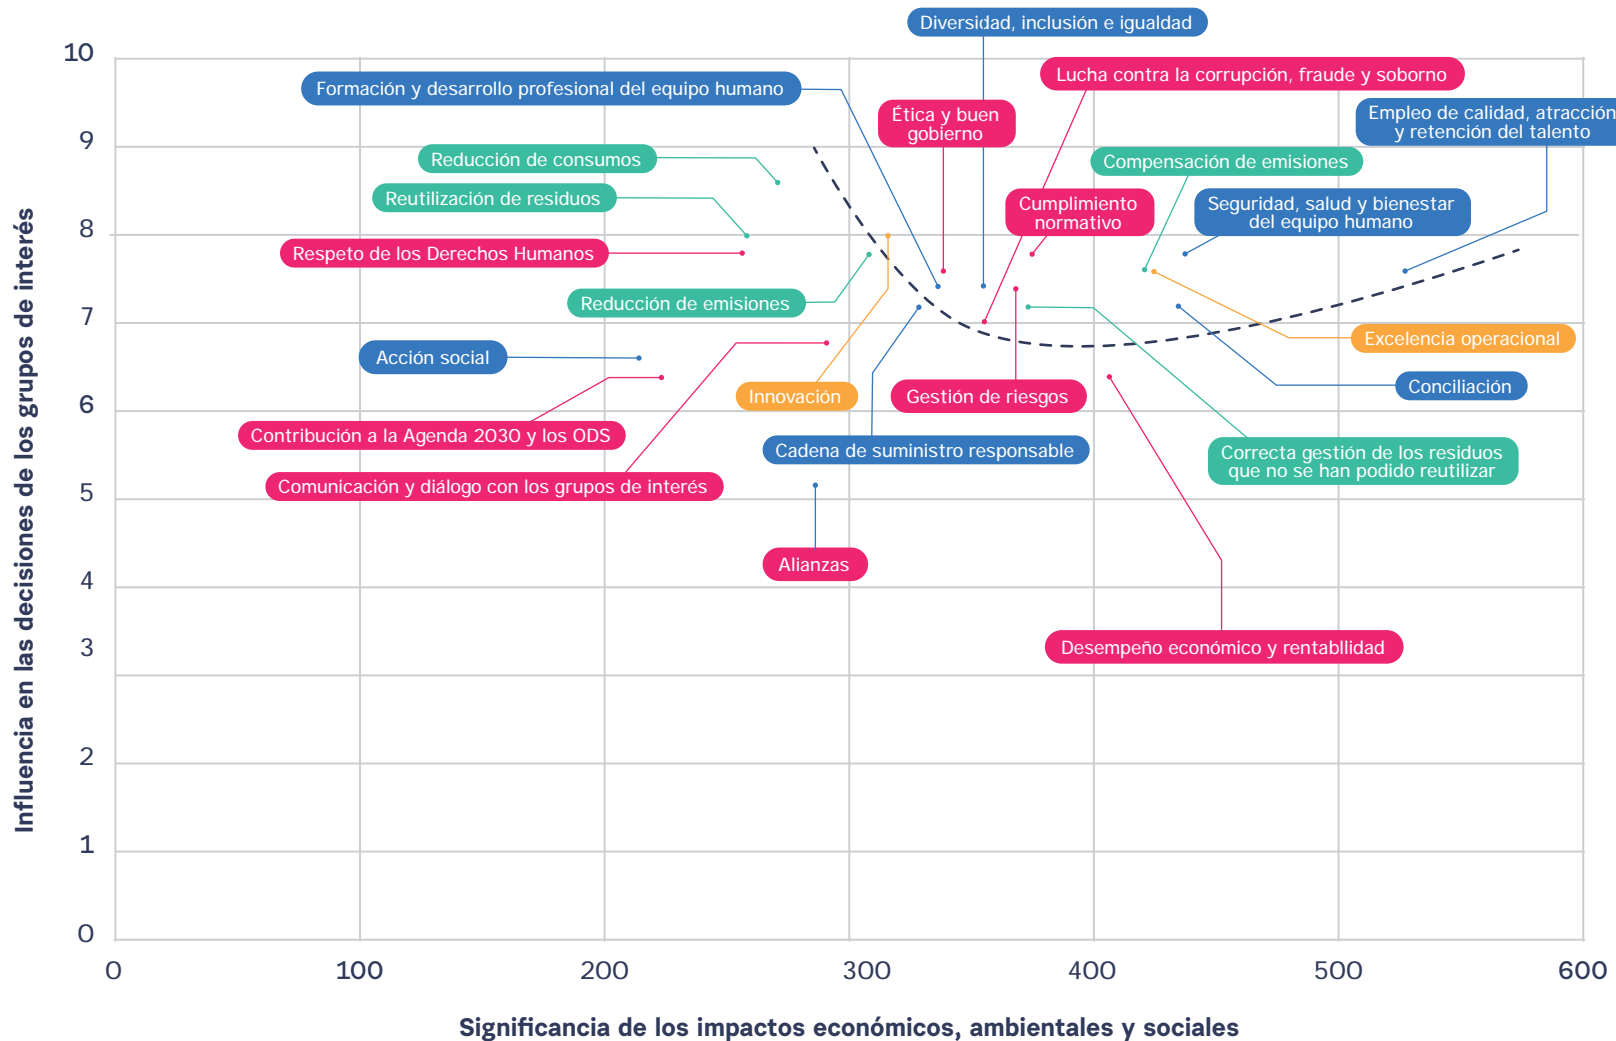 Diversidad, inclusión e igualdad
10
Lucha contra la corrupción, fraude y soborno
Formación y desarrollo profesional del equipo humano
Ética y buen
gobierno
Empleo de calidad, atracción
y retención del talento
9
Reducción de consumos
Compensación de emisiones
Reutilización de residuos
Cumplimiento
normativo
Seguridad, salud y bienestar
del equipo humano
8
Respeto de los Derechos Humanos
Reducción de emisiones
7
Excelencia operacional
Acción social
Conciliación
Innovación
Gestión de riesgos
6
Contribución a la Agenda 2030 y los ODS
Cadena de suministro responsable
Correcta gestión de los residuos
que no se han podido reutilizar
Comunicación y diálogo con los grupos de interés
5
Alianzas
4
Desempeño económico y rentabllidad
3
2
1
0
Influencia en las decisiones de los grupos de interés
0 100 200 300 400 500 600
Significancia de los impactos económicos, ambientales y sociales